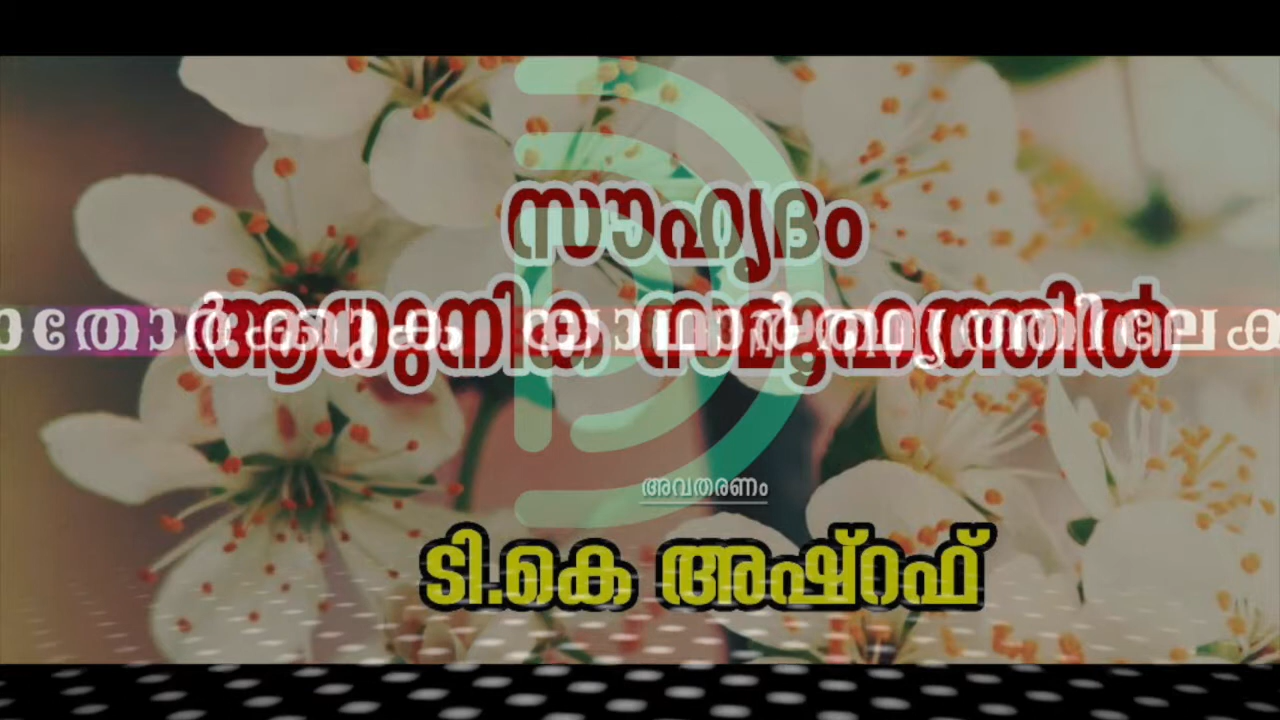 സൗഹൃദം
ആധുനിക സമൂഹത്തിൽ
അവതരണം
ടി.കെ അഷ്റഫ്